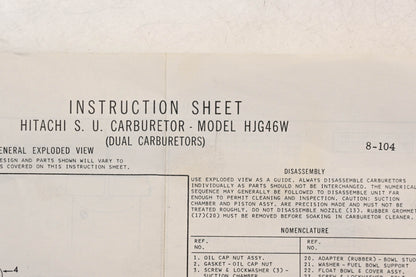 INSTRUCTION SHEET
HITACHI S. U. CARBURETOR - MODEL HJG46W
(DUAL CARBURETORS)
8-104
GENERAL EXPLODED VIEW
DESIGN AND PARTS SHOWN WILL VARY TO
S COVERED ON THIS INSTRUCTION SHEET.
DISASSEMBLY
USE EXPLODED VIEW AS A GUIDE. ALWAYS DISASSEMBLE CARBURETORS
INDIVIDUALLY AS PARTS SHOULD NOT BE INTERCHANGED. THE NUMERICAL
SEQUENCE MAY GENERALLY BE FOLLOWED TO DISASSEMBLE UNIT FAR
ENOUGH TO PERMIT CLEANING AND INSPECTION. CAUTION: SUCTION
CHAMBER AND PISTON ASSY. ARE PRECISION MADE AND MUST NOT BE
TREATED ROUGHLY. DO NOT DISASSEMBLE NOZZLE (13). RUBBER GROMMET
(17)(20) MUST BE REMOVED BEFORE SOAKING IN CARBURETOR CLEANER.
NOMENCLATURE
REF.
NO.
REF.
NO.
1. OIL CAP NUT ASSY.
2. GASKET - OIL CAP NUT
3. SCREW & LOCKWASHER (3) -
SUCTION CHAMBER
20. ADAPTER (RUBBER) - BOWL STUD
21. WASHER - FUEL BOWL SUPPORT
22. FLOAT BOWL & COVER ASSY.
4